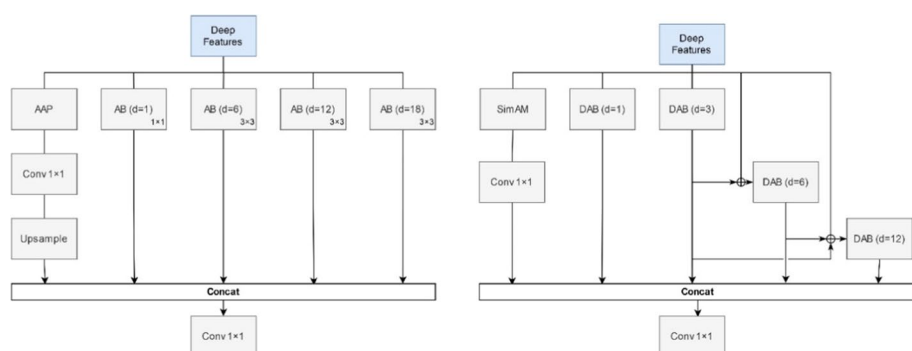 Deep
Features
AAP
AB (d=1)
1×1
AB (d=6)
3×3
AB (d=12)
3×3
AB (d=18)
3×3
Conv 1×1
Upsample
Concat
Conv 1×1
Deep
Features
SimAM
DAB (d=1)
DAB (d=3)
Conv 1×1
DAB (d=6)
DAB (d=12)
Concat
Conv 1×1